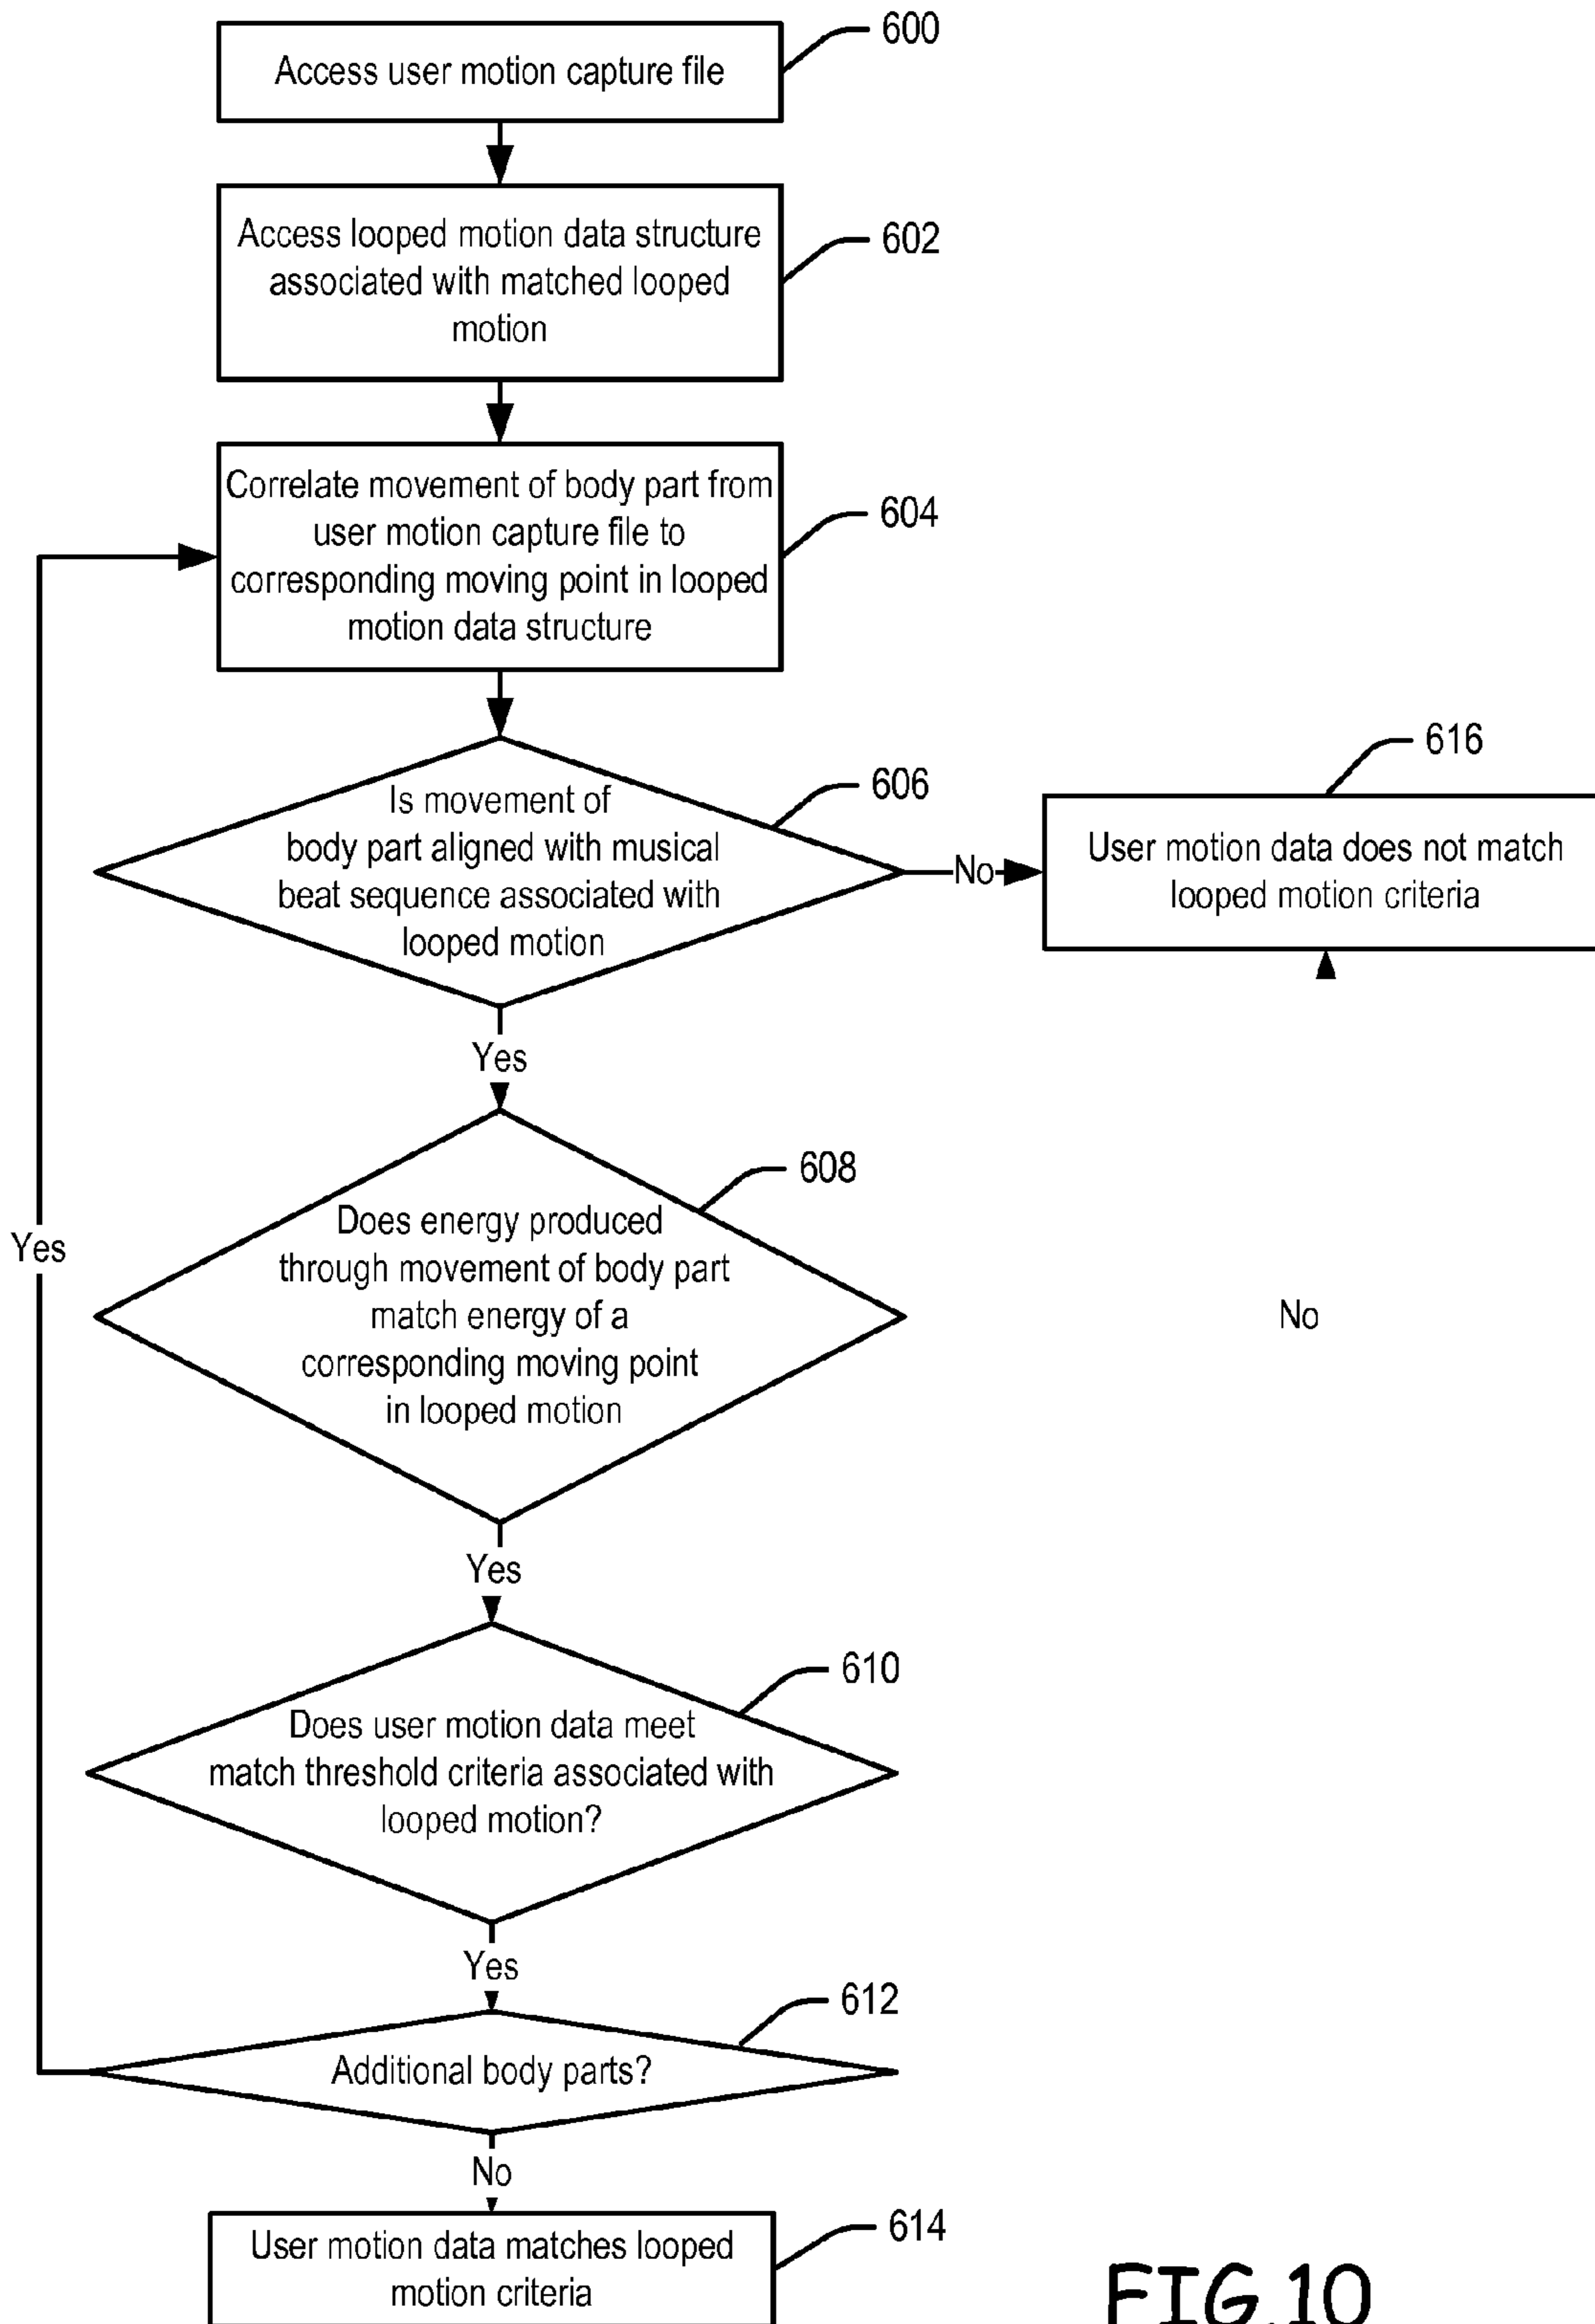 600
Access user motion capture file
602
Access looped motion data structure
associated with matched looped
motion
604
Correlate movement of body part from
user motion capture file to
corresponding moving point in looped
motion data structure
606
Is movement of
body part aligned with musical
beat sequence associated with
looped motion
No
616
User motion data does not match
looped motion criteria
Yes
608
Does energy produced
through movement of body part
match energy of a
corresponding moving point
in looped motion
Yes
No
Yes
610
Does user motion data meet
match threshold criteria associated with
looped motion?
Yes
612
Additional body parts?
No
614
User motion data matches looped
motion criteria
FIG.10